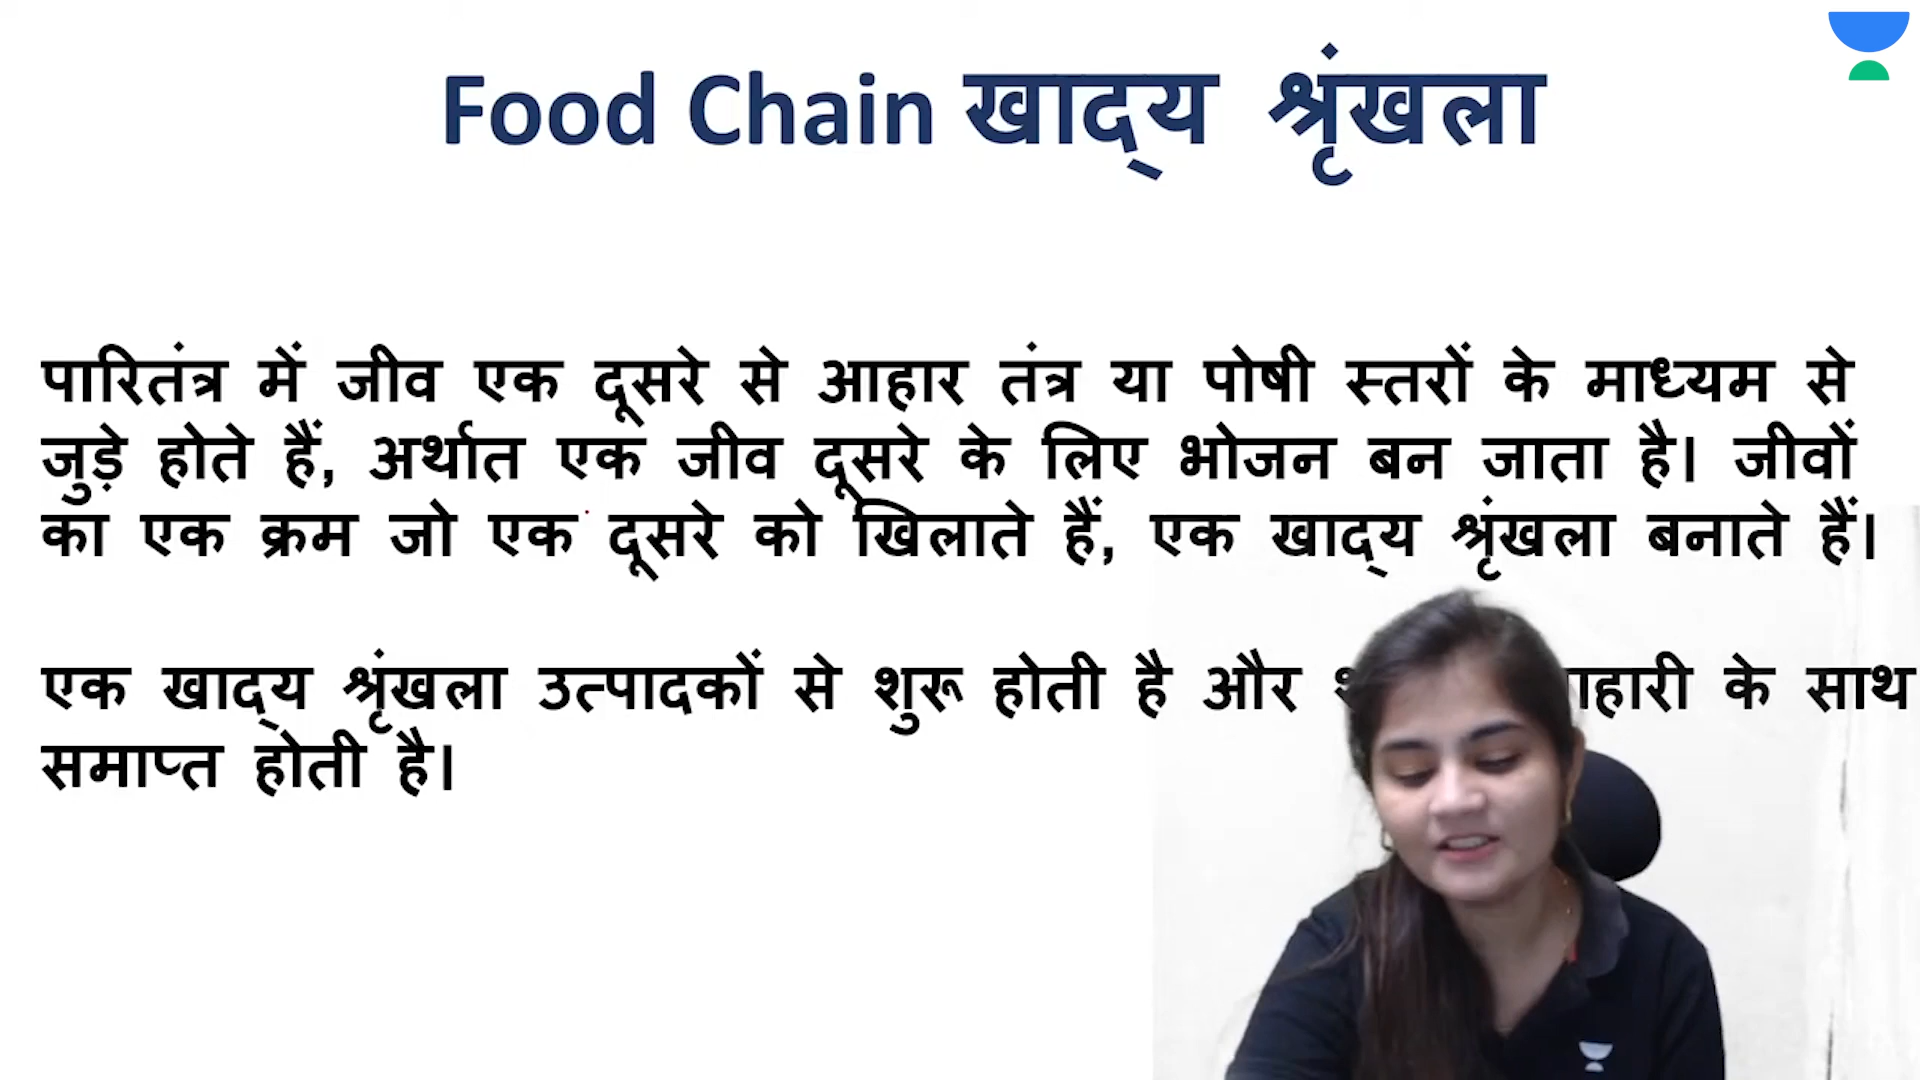 Food Chain खाद्य श्रृंखला
पारितंत्र में जीव एक दूसरे से आहार तंत्र या पोषी स्तरों के माध्यम से
जुड़े होते हैं, अर्थात एक जीव दूसरे के लिए भोजन बन जाता है। जीवों
का एक क्रम जो एक दूसरे को खिलाते हैं, एक खाद्य श्रृंखला बनाते हैं।
एक खाद्य श्रृंखला उत्पादकों से शुरू होती है और के साथ
समाप्त होती है।